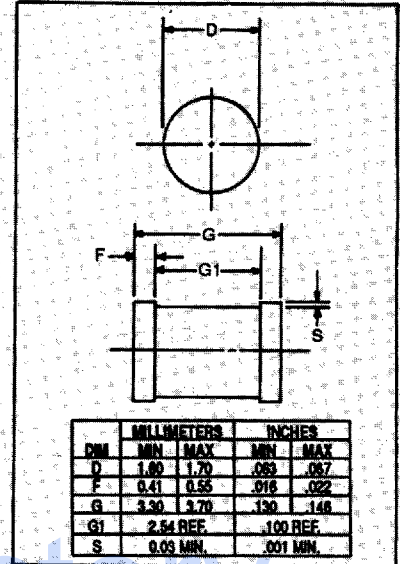 D
G
F
G1
S
MILLIMETERS INCHES
DIM MIN MAX MIN MAX
D 1.60 1.70 .063 .067
F 0.41 0.55 .016 .022
G 3.30 3.70 .130 .146
G1 2.54 REF. .100 REF.
S 0.03 MIN. .001 MIN.